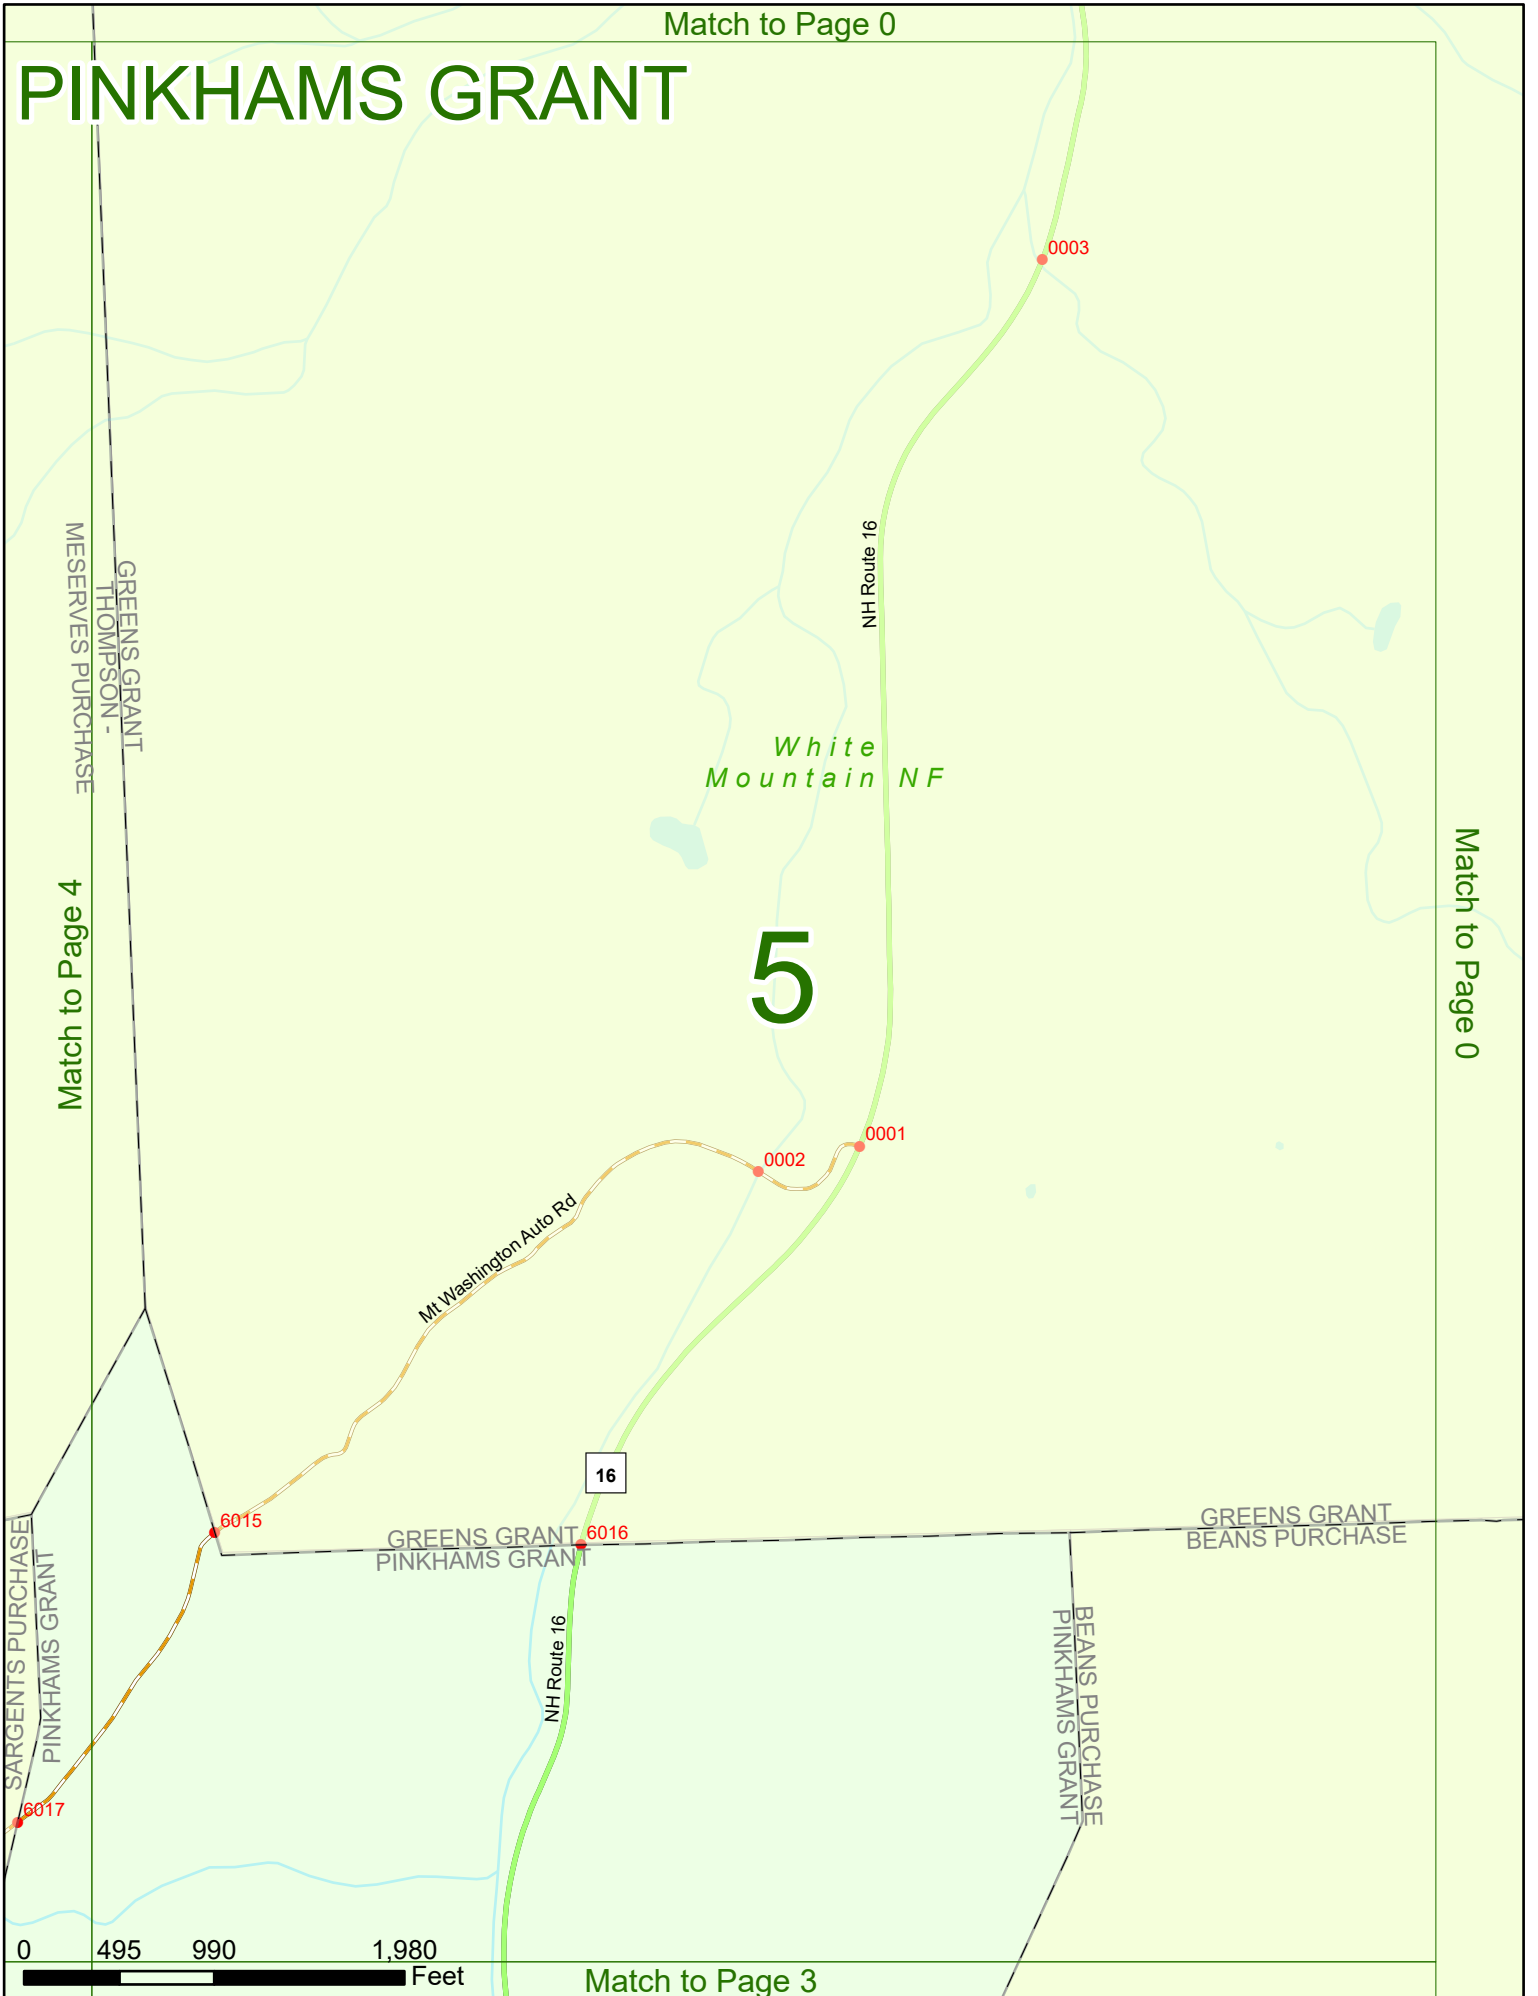 Match to Page 0
PINKHAMS GRANT
0003
NH Route 16
GREENS GRANT
THOMPSON -
MESERVES PURCHASE
White
Mountain NF
Match to Page 4
Match to Page 0
5
0001
0002
Mt Washington Auto Rd
16
6015
GREENS GRANT
6016
PINKHAMS GRANT
GREENS GRANT
BEANS PURCHASE
SARGENTS PURCHASE
PINKHAMS GRANT
NH Route 16
BEANS PURCHASE
PINKHAMS GRANT
6017
0 495 990 1,980
Feet
Match to Page 3